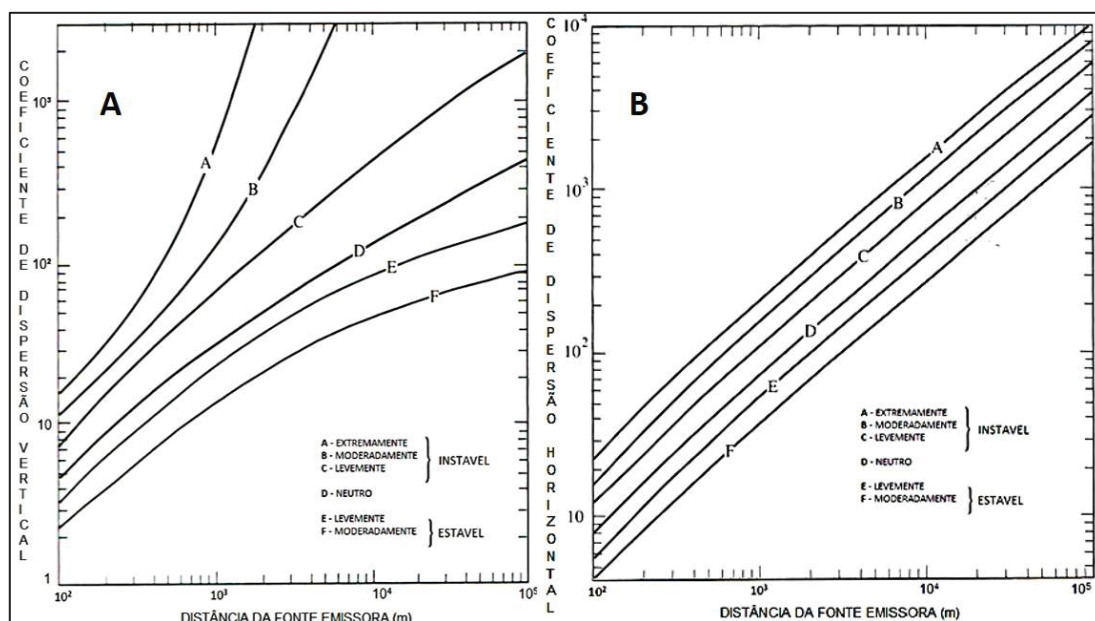 COEFICIENTE DE DISPERSÃO VERTICAL
A
10³
10²
10
1
A
B
C
D
E
F
A - EXTREMAMENTE
B - MODERADAMENTE
C - LEVEMENTE
INSTAVEL
D - NEUTRO
E - LEVEMENTE
F - MODERADAMENTE
ESTAVEL
10² 10³ 10⁴ 10⁵
DISTÂNCIA DA FONTE EMISSORA (m)
COEFICIENTE DE DISPERSÃO HORIZONTAL
B
10⁴
10³
10²
10
A
B
C
D
E
F
A - EXTREMAMENTE
B - MODERADAMENTE
C - LEVEMENTE
INSTAVEL
D - NEUTRO
E - LEVEMENTE
F - MODERADAMENTE
ESTAVEL
10² 10³ 10⁴ 10⁵
DISTÂNCIA DA FONTE EMISSORA (m)